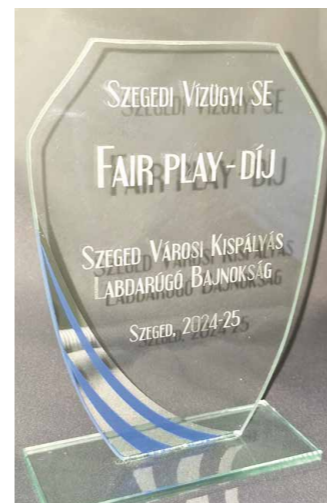 Szegedi Vízügyi SE
Fair play-díj
Szeged Városi Kispályás
Labdarúgó Bajnokság
Szeged, 2024-25